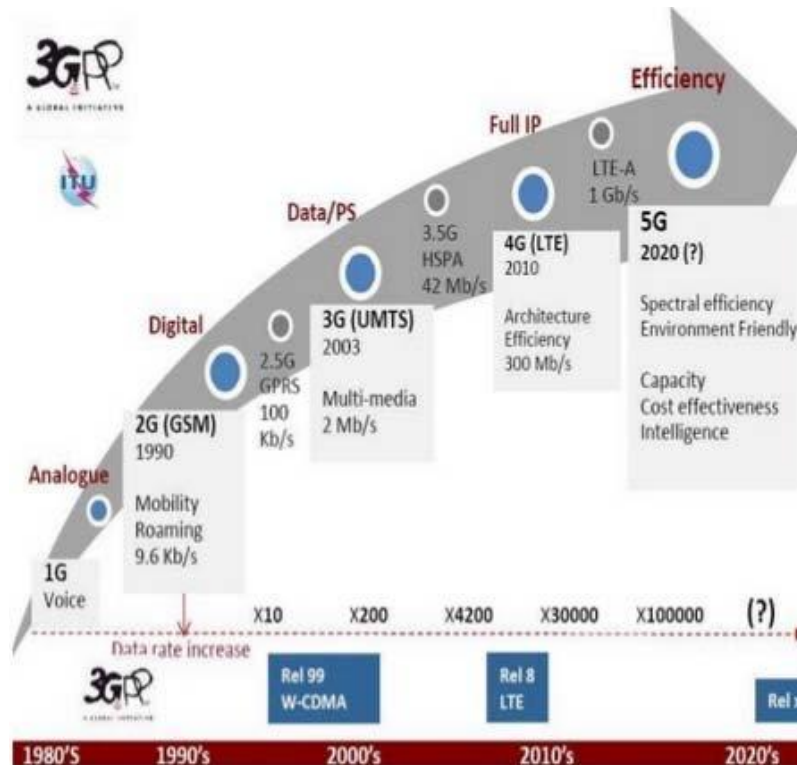 3GPP
TM
A GLOBAL INITIATIVE
ITU
Efficiency
Full IP
LTE-A
1 Gb/s
Data/PS
3.5G
HSPA
42 Mb/s
4G (LTE)
2010
Architecture
Efficiency
300 Mb/s
5G
2020 (?)
Spectral efficiency
Environment Friendly
Capacity
Cost effectiveness
Intelligence
Digital
2.5G
GPRS
100
Kb/s
3G (UMTS)
2003
Multi-media
2 Mb/s
2G (GSM)
1990
Mobility
Roaming
9.6 Kb/s
Analogue
1G
Voice
X10 X200 X4200 X30000 X100000 (?)
Data rate increase
3GPP
A GLOBAL INITIATIVE
Rel 99
W-CDMA
Rel 8
LTE
Rel
1980'S 1990's 2000's 2010's 2020's